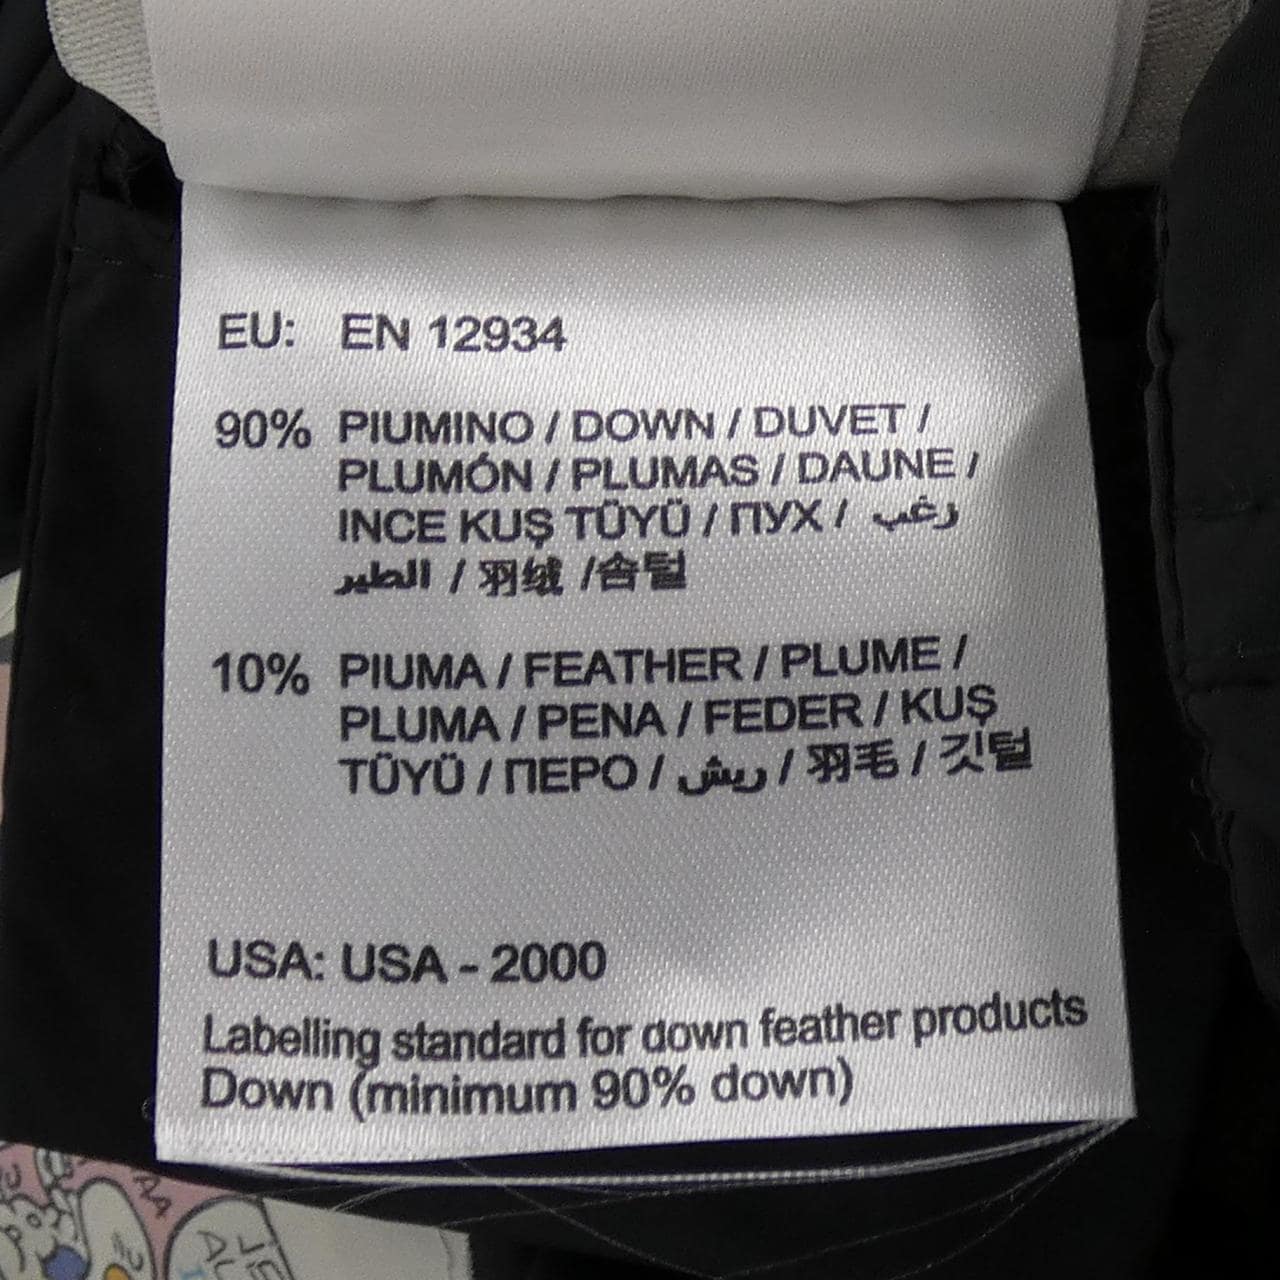 EU: EN 12934
90% PIUMINO / DOWN / DUVET /
PLUMÓN / PLUMAS / DAUNE /
INCE KUŞ TÜYÜ / ПУХ / زغب
الطير / 羽绒 /솜털
10% PIUMA / FEATHER / PLUME /
PLUMA / PENA / FEDER / KUŞ
TÜYÜ / ПЕРО / ريش / 羽毛 / 깃털
USA: USA - 2000
Labelling standard for down feather products
Down (minimum 90% down)